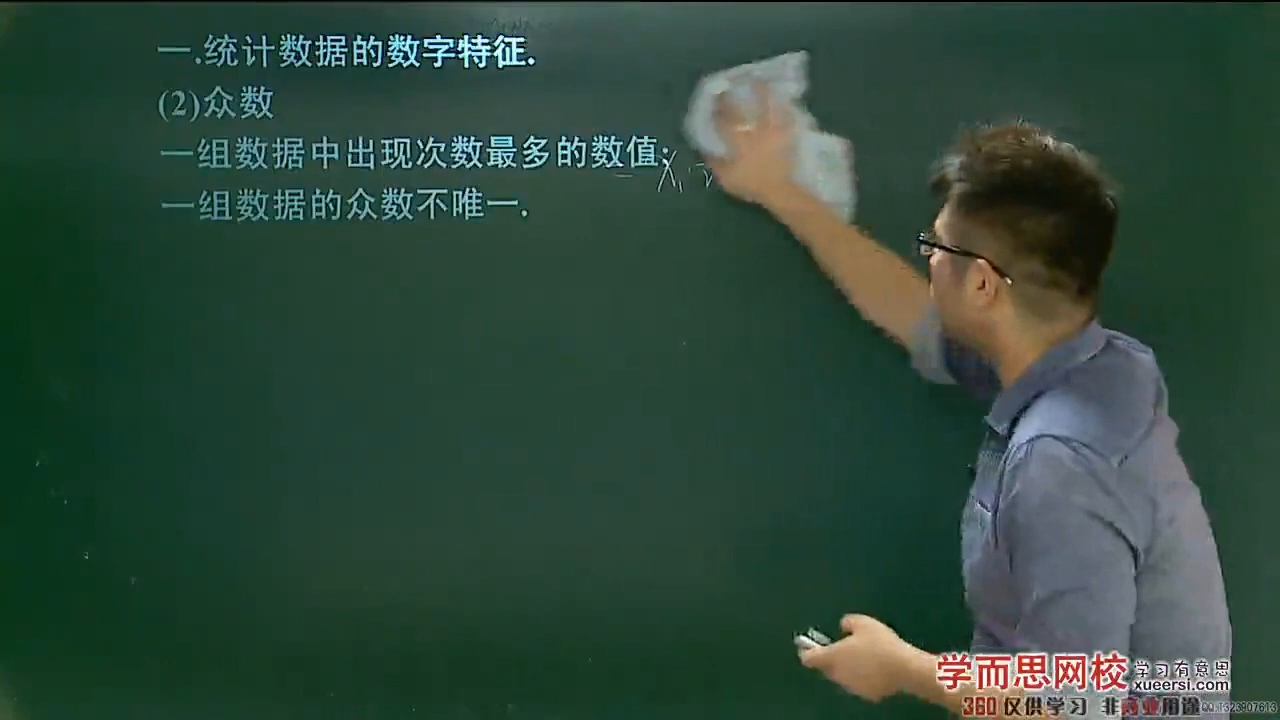 一.统计数据的数字特征.
(2)众数
一组数据中出现次数最多的数值;
一组数据的众数不唯一.
学而思网校 学习有意思
xueersi.com
360 仅供学习 非商业用途